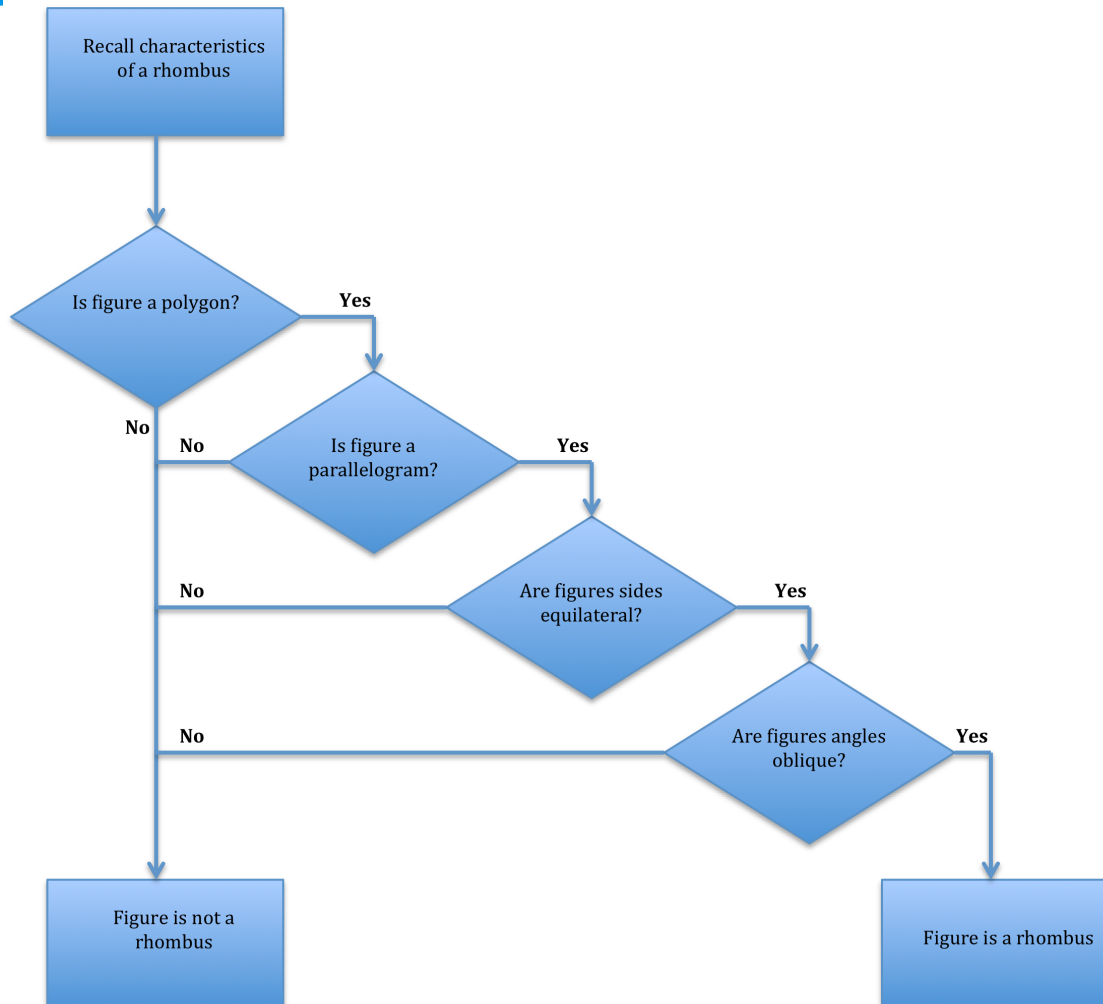 Recall characteristics
of a rhombus
Is figure a polygon?
Yes
No
Is figure a
parallelogram?
No
Yes
Are figures sides
equilateral?
No
Yes
Are figures angles
oblique?
No
Yes
Figure is not a
rhombus
Figure is a rhombus